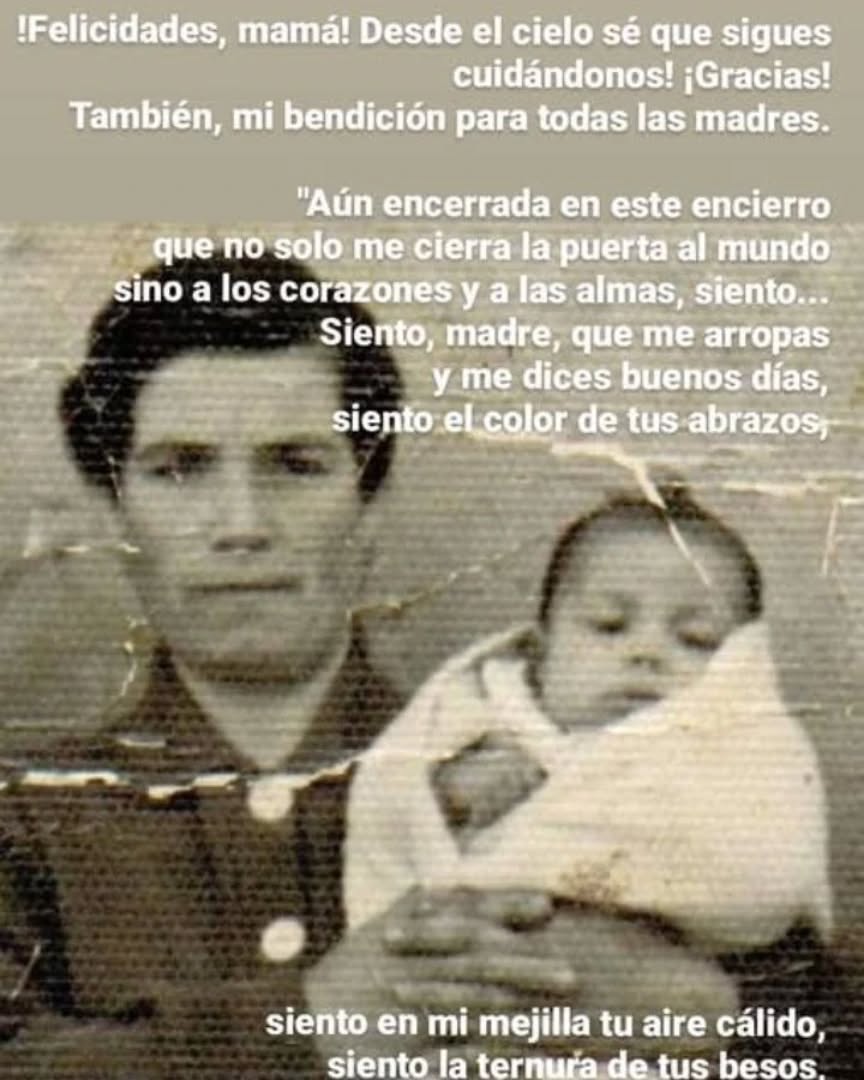 !Felicidades, mamá! Desde el cielo sé que sigues
cuidándonos! ¡Gracias!
También, mi bendición para todas las madres.
"Aún encerrada en este encierro
que no solo me cierra la puerta al mundo
sino a los corazones y a las almas, siento...
Siento, madre, que me arropas
y me dices buenos días,
siento el color de tus abrazos,
siento en mi mejilla tu aire cálido,
siento la ternura de tus besos,